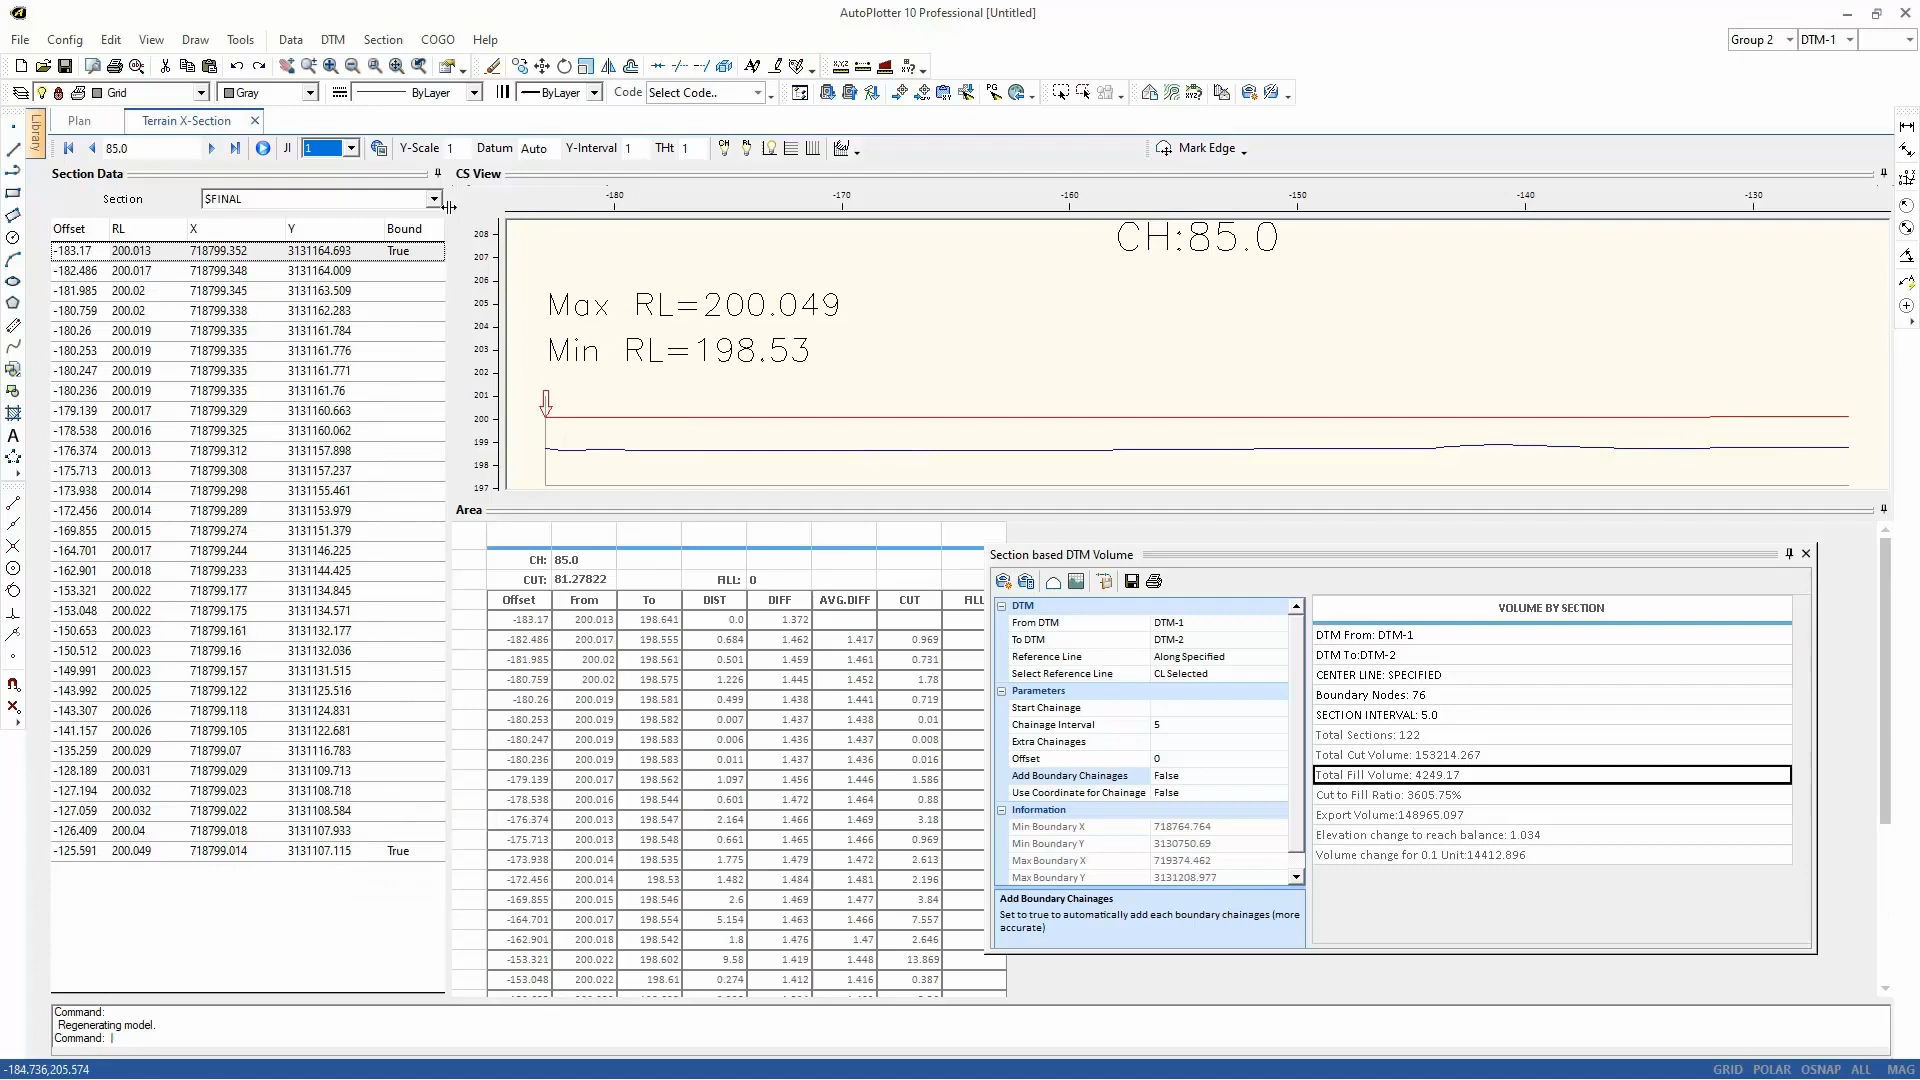 AutoPlotter 10 Professional [Untitled]
File Config Edit View Draw Tools Data DTM Section COGO Help
Group 2 DTM-1
Grid Gray ByLayer ByLayer Code Select Code..
Library
Plan Terrain X-Section
85.0 JI 1 Y-Scale 1 Datum Auto Y-Interval 1 THt 1 Mark Edge
Section Data
Section $FINAL
Offset RL X Y Bound
-183.17 200.013 718799.352 3131164.693 True
-182.486 200.017 718799.348 3131164.009
-181.985 200.02 718799.345 3131163.509
-180.759 200.02 718799.338 3131162.283
-180.26 200.019 718799.335 3131161.784
-180.253 200.019 718799.335 3131161.776
-180.247 200.019 718799.335 3131161.771
-180.236 200.019 718799.335 3131161.76
-179.139 200.017 718799.329 3131160.663
-178.538 200.016 718799.325 3131160.062
-176.374 200.013 718799.312 3131157.898
-175.713 200.013 718799.308 3131157.237
-173.938 200.014 718799.298 3131155.461
-172.456 200.014 718799.289 3131153.979
-169.855 200.015 718799.274 3131151.379
-164.701 200.017 718799.244 3131146.225
-162.901 200.018 718799.233 3131144.425
-153.321 200.022 718799.177 3131134.845
-153.048 200.022 718799.175 3131134.571
-150.653 200.023 718799.161 3131132.177
-150.512 200.023 718799.16 3131132.036
-149.991 200.023 718799.157 3131131.515
-143.992 200.025 718799.122 3131125.516
-143.307 200.026 718799.118 3131124.831
-141.157 200.026 718799.105 3131122.681
-135.259 200.029 718799.07 3131116.783
-128.189 200.031 718799.029 3131109.713
-127.194 200.032 718799.023 3131108.718
-127.059 200.032 718799.022 3131108.584
-126.409 200.04 718799.018 3131107.933
-125.591 200.049 718799.014 3131107.115 True
CS View
-180 -170 -160 -150 -140 -130
208
207
206
205
204
203
202
201
200
199
198
197
CH:85.0
Max RL=200.049
Min RL=198.53
Area
CH: 85.0
CUT: 81.27822 FILL: 0
Offset From To DIST DIFF AVG.DIFF CUT FILL
-183.17 200.013 198.641 0.0 1.372
-182.486 200.017 198.555 0.684 1.462 1.417 0.969
-181.985 200.02 198.561 0.501 1.459 1.461 0.731
-180.759 200.02 198.575 1.226 1.445 1.452 1.78
-180.26 200.019 198.581 0.499 1.438 1.441 0.719
-180.253 200.019 198.582 0.007 1.437 1.438 0.01
-180.247 200.019 198.583 0.006 1.436 1.437 0.008
-180.236 200.019 198.583 0.011 1.437 1.436 0.016
-179.139 200.017 198.562 1.097 1.456 1.446 1.586
-178.538 200.016 198.544 0.601 1.472 1.464 0.88
-176.374 200.013 198.547 2.164 1.466 1.469 3.18
-175.713 200.013 198.548 0.661 1.465 1.466 0.969
-173.938 200.014 198.535 1.775 1.479 1.472 2.613
-172.456 200.014 198.53 1.482 1.484 1.481 2.196
-169.855 200.015 198.546 2.6 1.469 1.477 3.84
-164.701 200.017 198.554 5.154 1.463 1.466 7.557
-162.901 200.018 198.542 1.8 1.476 1.47 2.646
-153.321 200.022 198.602 9.58 1.419 1.448 13.869
-153.048 200.022 198.61 0.274 1.412 1.416 0.387
Section based DTM Volume
DTM
From DTM DTM-1
To DTM DTM-2
Reference Line Along Specified
Select Reference Line CL Selected
Parameters
Start Chainage
Chainage Interval 5
Extra Chainages
Offset 0
Add Boundary Chainages False
Use Coordinate for Chainage False
Information
Min Boundary X 718764.764
Min Boundary Y 3130750.69
Max Boundary X 719374.462
Max Boundary Y 3131208.977
Add Boundary Chainages
Set to true to automatically add each boundary chainages (more
accurate)
VOLUME BY SECTION
DTM From: DTM-1
DTM To:DTM-2
CENTER LINE: SPECIFIED
Boundary Nodes: 76
SECTION INTERVAL: 5.0
Total Sections: 122
Total Cut Volume: 153214.267
Total Fill Volume: 4249.17
Cut to Fill Ratio: 3605.75%
Export Volume:148965.097
Elevation change to reach balance: 1.034
Volume change for 0.1 Unit:14412.896
Command:
Regenerating model.
Command:
-184.736,205.574
GRID POLAR OSNAP ALL MAG